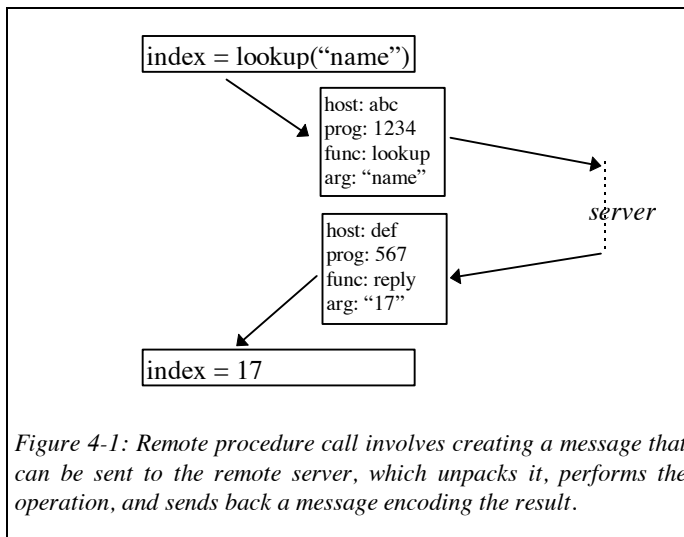 index = lookup(“name”)
host: abc
prog: 1234
func: lookup
arg: “name”
server
host: def
prog: 567
func: reply
arg: “17”
index = 17
Figure 4-1: Remote procedure call involves creating a message that
can be sent to the remote server, which unpacks it, performs the
operation, and sends back a message encoding the result.